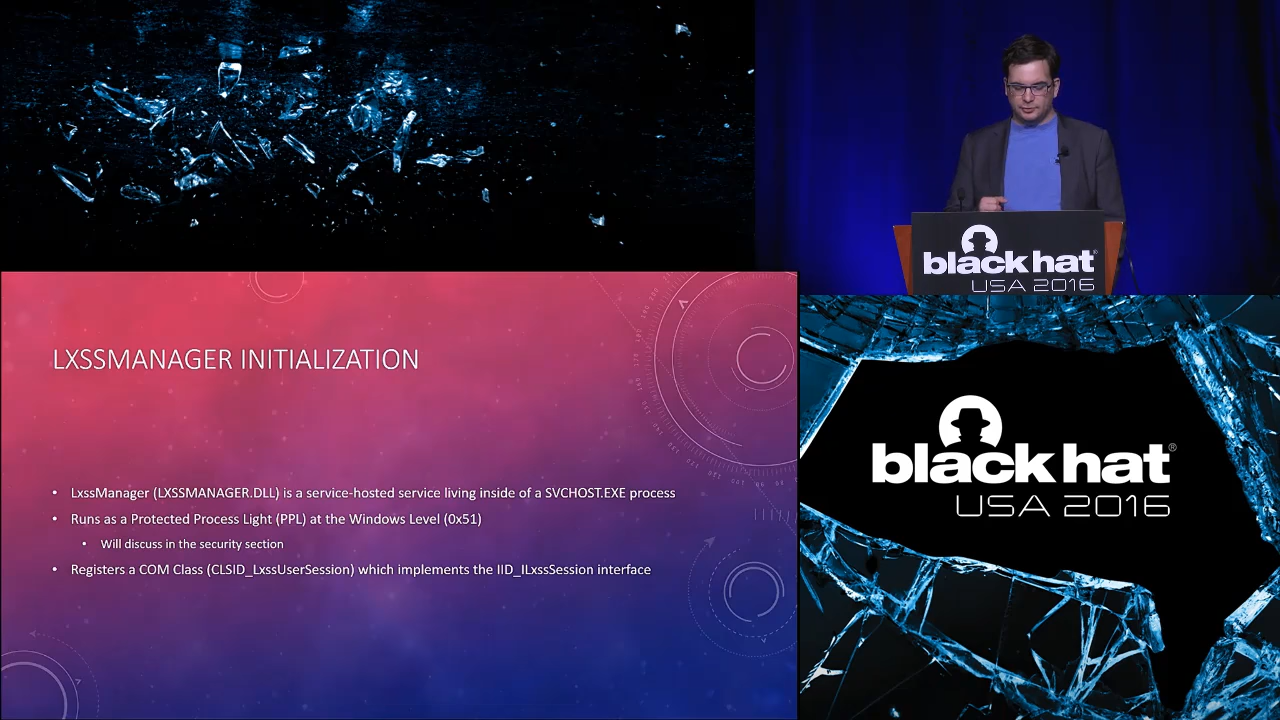 black hat®
USA 2016
LXSSMANAGER INITIALIZATION
• LxssManager (LXSSMANAGER.DLL) is a service-hosted service living inside of a SVCHOST.EXE process
• Runs as a Protected Process Light (PPL) at the Windows Level (0x51)
• Will discuss in the security section
• Registers a COM Class (CLSID_LxssUserSession) which implements the IID_ILxssSession interface
black hat®
USA 2016